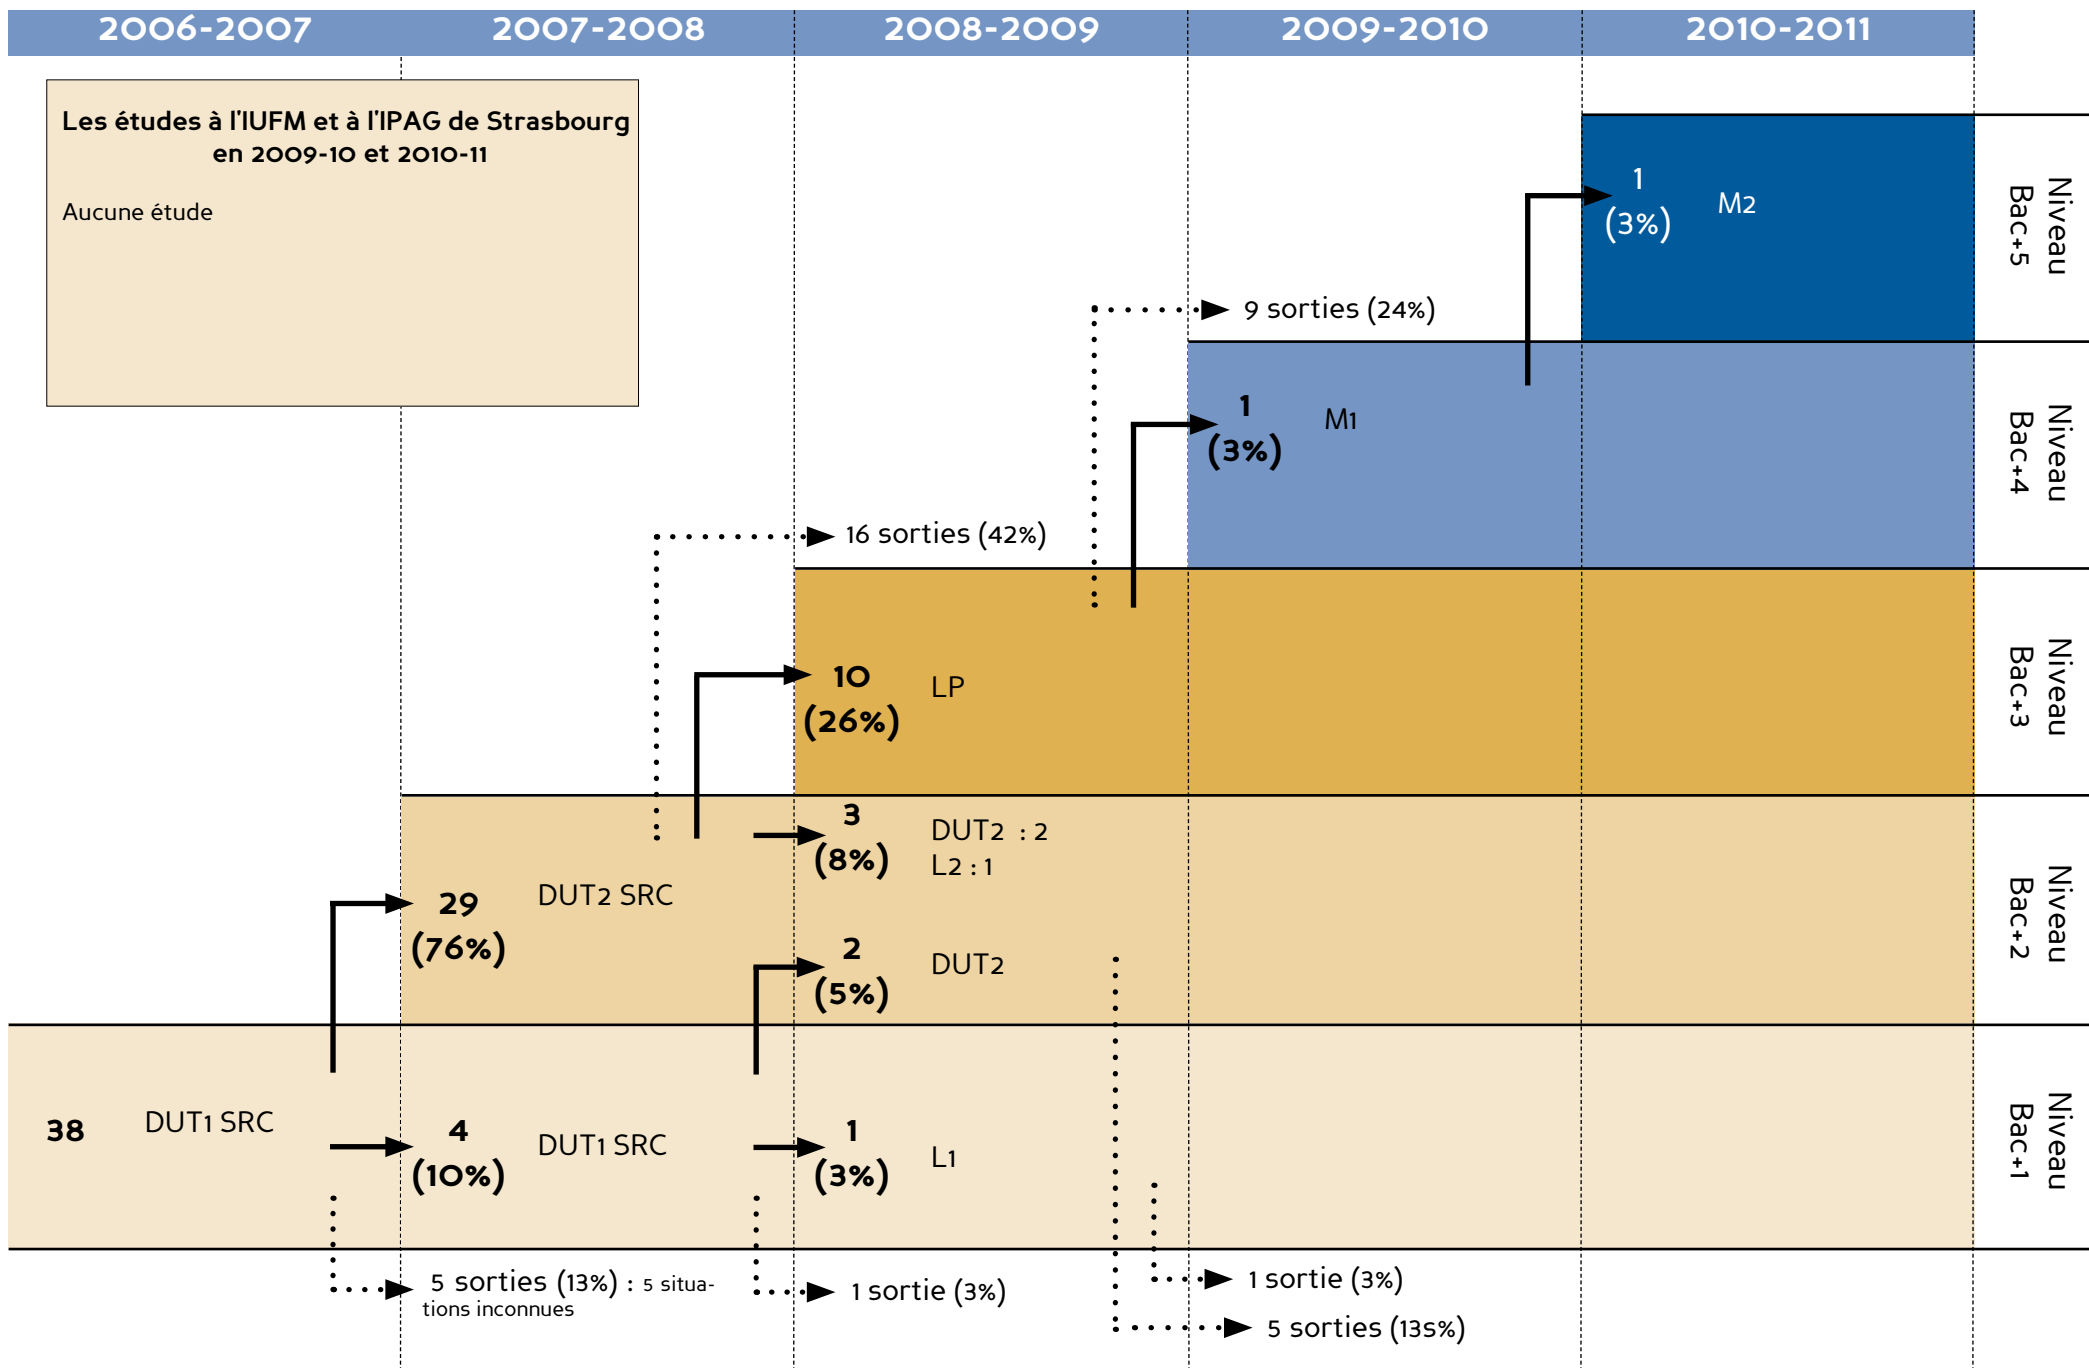 2006-2007 2007-2008 2008-2009 2009-2010 2010-2011
Les études à l'IUFM et à l'IPAG de Strasbourg
en 2009-10 et 2010-11
Aucune étude
1
(3%)
M2
Niveau
Bac+5
9 sorties (24%)
1
(3%)
M1
Niveau
Bac+4
16 sorties (42%)
10
(26%)
LP
Niveau
Bac+3
29
(76%)
DUT2 SRC
3
(8%)
DUT2 : 2
L2 : 1
2
(5%)
DUT2
Niveau
Bac+2
38
DUT1 SRC
4
(10%)
DUT1 SRC
1
(3%)
L1
Niveau
Bac+1
5 sorties (13%) : 5 situa-
tions inconnues
1 sortie (3%)
1 sortie (3%)
5 sorties (13s%)